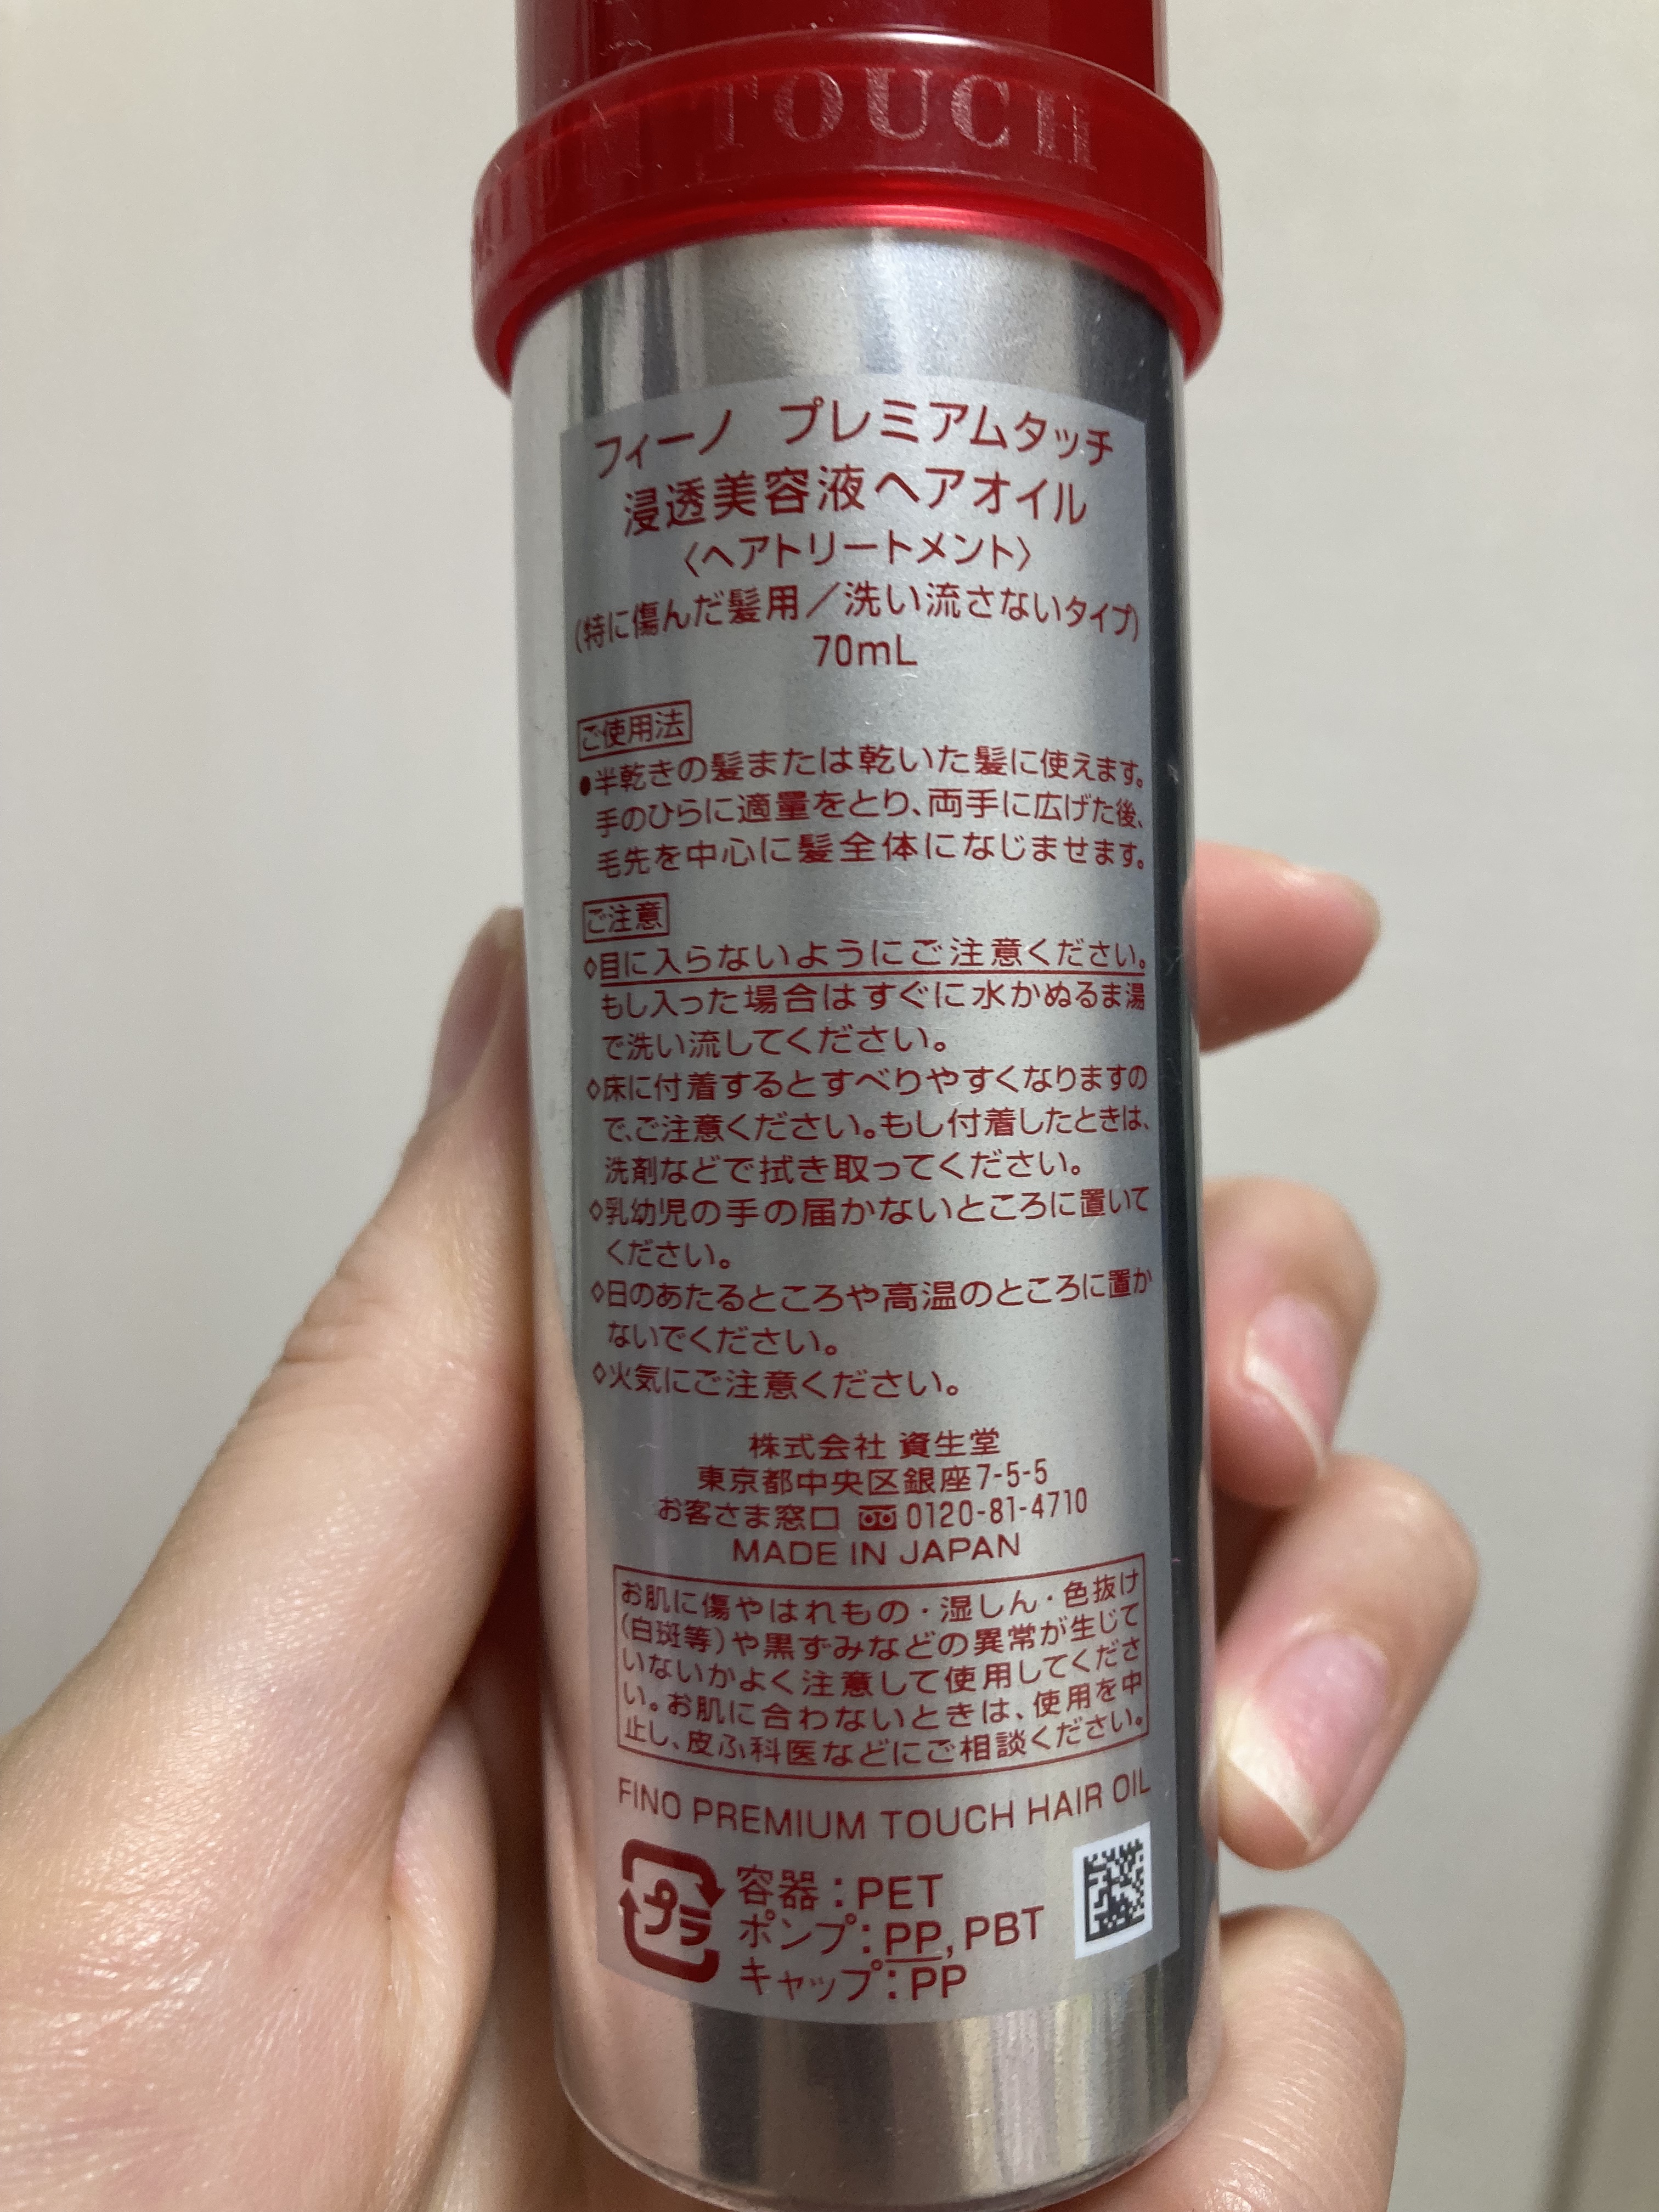 TOUCH
フィーノ プレミアムタッチ
浸透美容液ヘアオイル
〈ヘアトリートメント〉
(特に傷んだ髪用／洗い流さないタイプ)
70mL
ご使用法
●半乾きの髪または乾いた髪に使えます。
手のひらに適量をとり、両手に広げた後、
毛先を中心に髪全体になじませます。
ご注意
◇目に入らないようにご注意ください。
もし入った場合はすぐに水かぬるま湯
で洗い流してください。
◇床に付着するとすべりやすくなりますの
で、ご注意ください。もし付着したときは、
洗剤などで拭き取ってください。
◇乳幼児の手の届かないところに置いて
ください。
◇日のあたるところや高温のところに置か
ないでください。
◇火気にご注意ください。
株式会社 資生堂
東京都中央区銀座7-5-5
お客さま窓口 0120-81-4710
MADE IN JAPAN
お肌に傷やはれもの・湿しん・色抜け
(白斑等)や黒ずみなどの異常が生じて
いないかよく注意して使用してくださ
い。お肌に合わないときは、使用を中
止し、皮ふ科医などにご相談ください。
FINO PREMIUM TOUCH HAIR OIL
プラ
容器：PET
ポンプ：PP, PBT
キャップ：PP